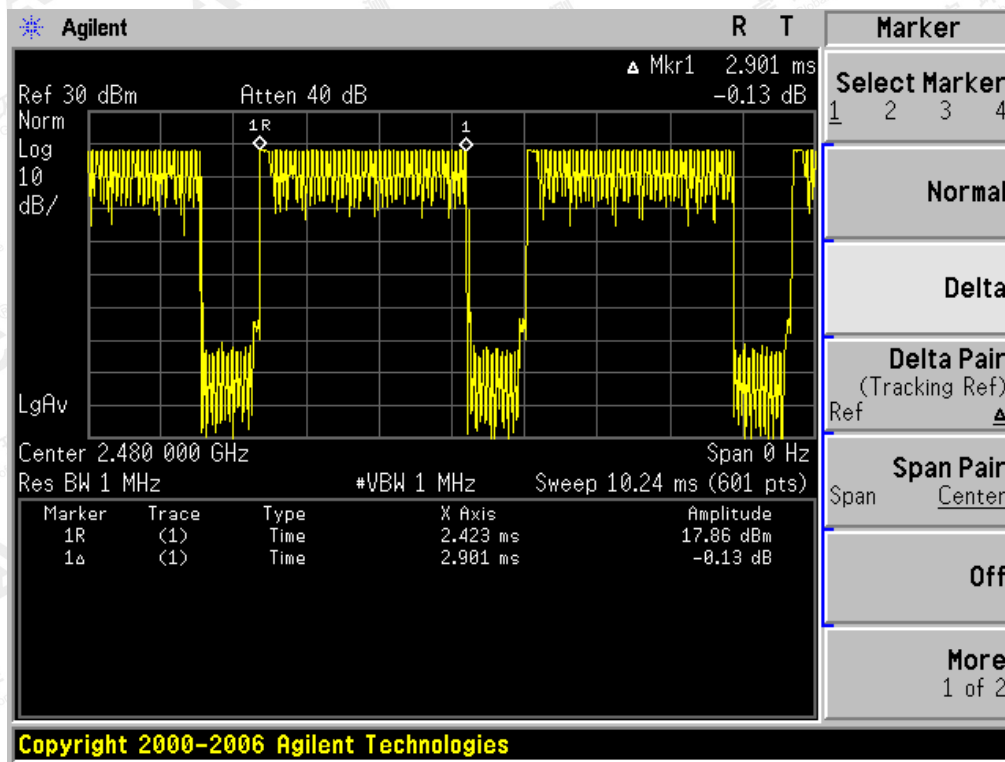 Agilent R T
Δ Mkr1 2.901 ms
Ref 30 dBm Atten 40 dB -0.13 dB
Norm
Log
10
dB/
1R 1
LgAv
Center 2.480 000 GHz Span 0 Hz
Res BW 1 MHz #VBW 1 MHz Sweep 10.24 ms (601 pts)
Marker Trace Type X Axis Amplitude
1R (1) Time 2.423 ms 17.86 dBm
1Δ (1) Time 2.901 ms -0.13 dB
Copyright 2000-2006 Agilent Technologies
Marker
Select Marker
1 2 3 4
Normal
Delta
Delta Pair
(Tracking Ref)
Ref Δ
Span Pair
Span Center
Off
More
1 of 2